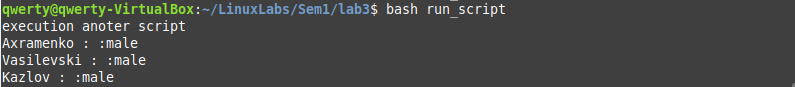 qwerty@qwerty-VirtualBox:~/LinuxLabs/Sem1/lab3$ bash run_script
execution anoter script
Axramenko : :male
Vasilevski : :male
Kazlov : :male